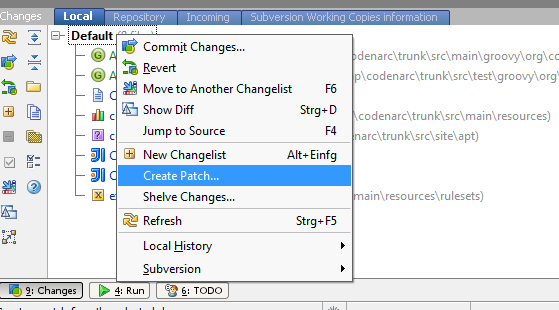 Changes Local Repository Incoming Subversion Working Copies information
Default
Commit Changes...
Revert
codenarc\trunk\src\main\groovy\org\co
Move to Another Changelist F6
p\codenarc\trunk\src\test\groovy\org\
Show Diff Strg+D
Jump to Source F4
\codenarc\trunk\src\main\resources)
narc\trunk\src\site\apt)
New Changelist Alt+Einfg
Create Patch...
Shelve Changes...
main\resources\rulesets)
Refresh Strg+F5
Local History
Subversion
9: Changes 4: Run 6: TODO